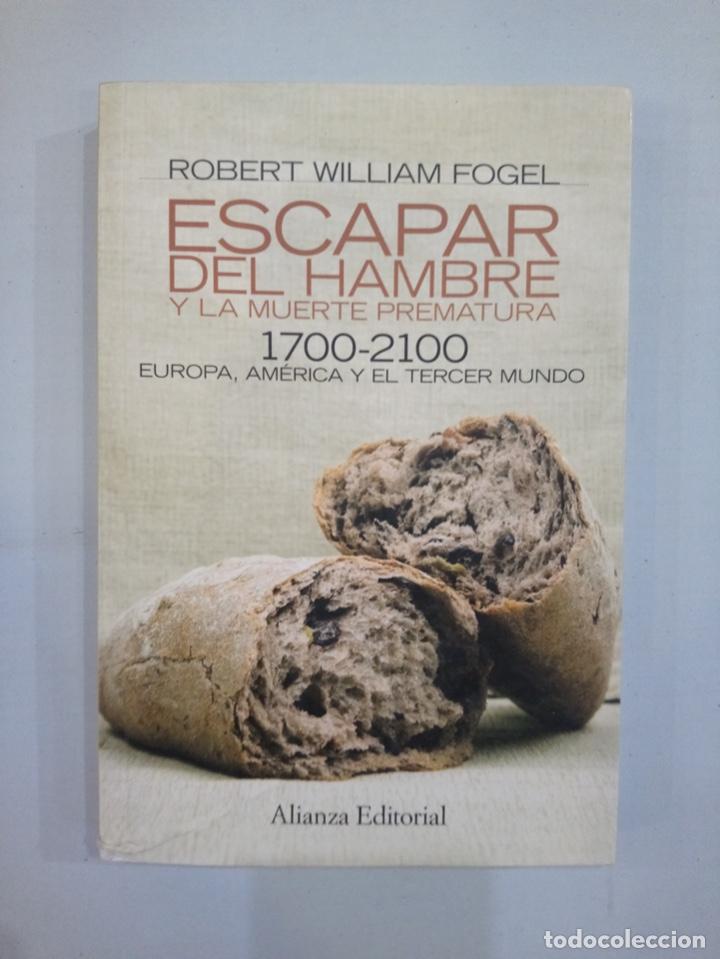 ROBERT WILLIAM FOGEL
ESCAPAR
DEL HAMBRE
Y LA MUERTE PREMATURA
1700-2100
EUROPA, AMÉRICA Y EL TERCER MUNDO
Alianza Editorial
todocoleccion